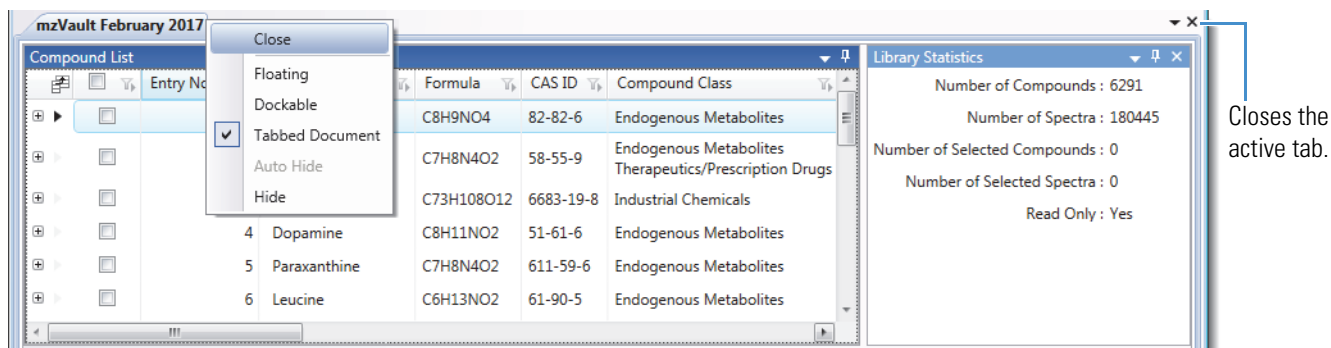 mzVault February 2017
Close
Floating
Dockable
Tabbed Document
Auto Hide
Hide
Compound List
Entry No
Formula CAS ID Compound Class
C8H9NO4 82-82-6 Endogenous Metabolites
C7H8N4O2 58-55-9 Endogenous Metabolites
Therapeutics/Prescription Drugs
C73H108O12 6683-19-8 Industrial Chemicals
4 Dopamine C8H11NO2 51-61-6 Endogenous Metabolites
5 Paraxanthine C7H8N4O2 611-59-6 Endogenous Metabolites
6 Leucine C6H13NO2 61-90-5 Endogenous Metabolites
Library Statistics
Number of Compounds : 6291
Number of Spectra : 180445
Number of Selected Compounds : 0
Number of Selected Spectra : 0
Read Only : Yes
Closes the
active tab.